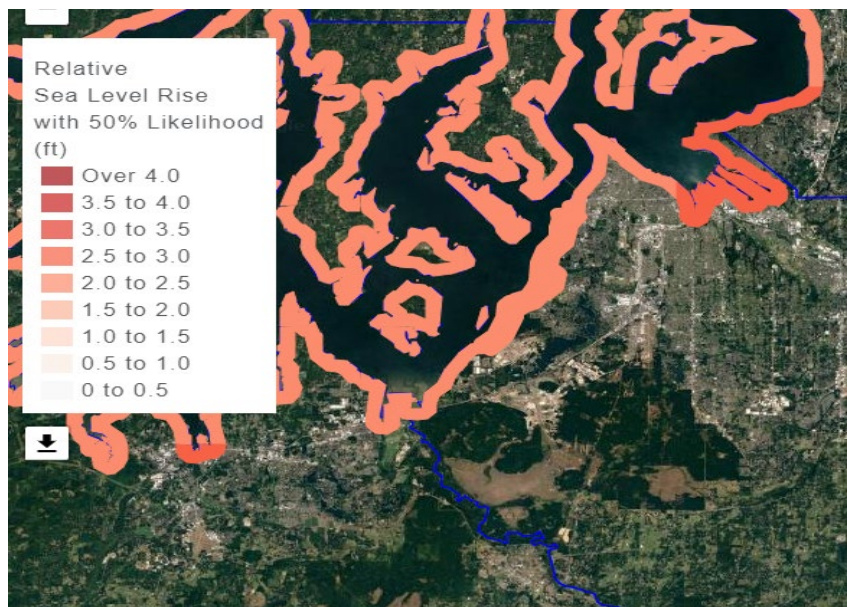 Relative
Sea Level Rise
with 50% Likelihood
(ft)
Over 4.0
3.5 to 4.0
3.0 to 3.5
2.5 to 3.0
2.0 to 2.5
1.5 to 2.0
1.0 to 1.5
0.5 to 1.0
0 to 0.5